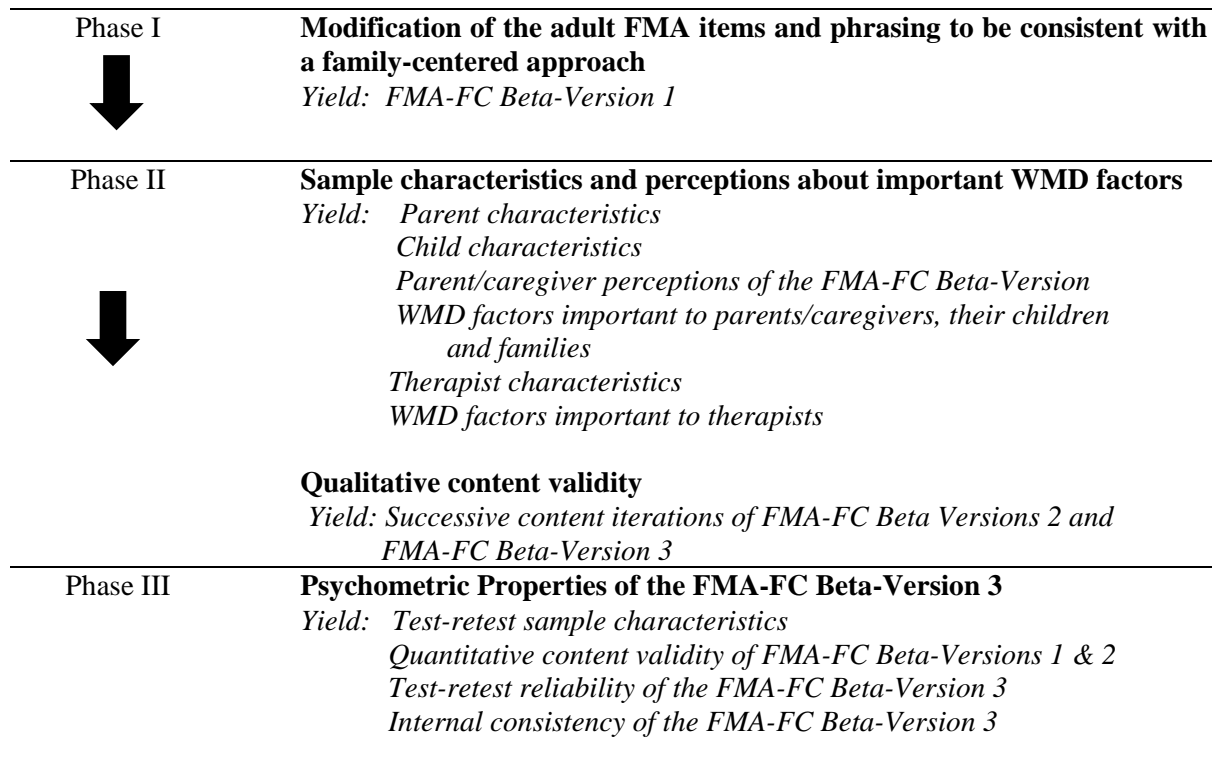 Phase I Modification of the adult FMA items and phrasing to be consistent with
a family-centered approach
Yield: FMA-FC Beta-Version 1
Phase II Sample characteristics and perceptions about important WMD factors
Yield: Parent characteristics
Child characteristics
Parent/caregiver perceptions of the FMA-FC Beta-Version
WMD factors important to parents/caregivers, their children
and families
Therapist characteristics
WMD factors important to therapists
Qualitative content validity
Yield: Successive content iterations of FMA-FC Beta Versions 2 and
FMA-FC Beta-Version 3
Phase III Psychometric Properties of the FMA-FC Beta-Version 3
Yield: Test-retest sample characteristics
Quantitative content validity of FMA-FC Beta-Versions 1 & 2
Test-retest reliability of the FMA-FC Beta-Version 3
Internal consistency of the FMA-FC Beta-Version 3